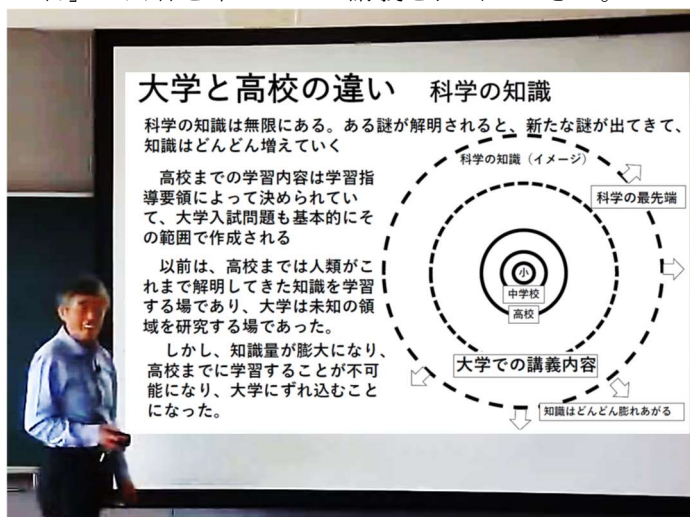 大学と高校の違い 科学の知識
科学の知識は無限にある。ある謎が解明されると、新たな謎が出てきて、
知識はどんどん増えていく
高校までの学習内容は学習指
導要領によって決められてい
て、大学入試問題も基本的にそ
の範囲で作成される
以前は、高校までは人類がこ
れまで解明してきた知識を学習
する場であり、大学は未知の領
域を研究する場であった。
しかし、知識量が膨大になり、
高校までに学習することが不可
能になり、大学にずれ込むこと
になった。
科学の知識（イメージ）
科学の最先端
小
中学校
高校
大学での講義内容
知識はどんどん膨れあがる